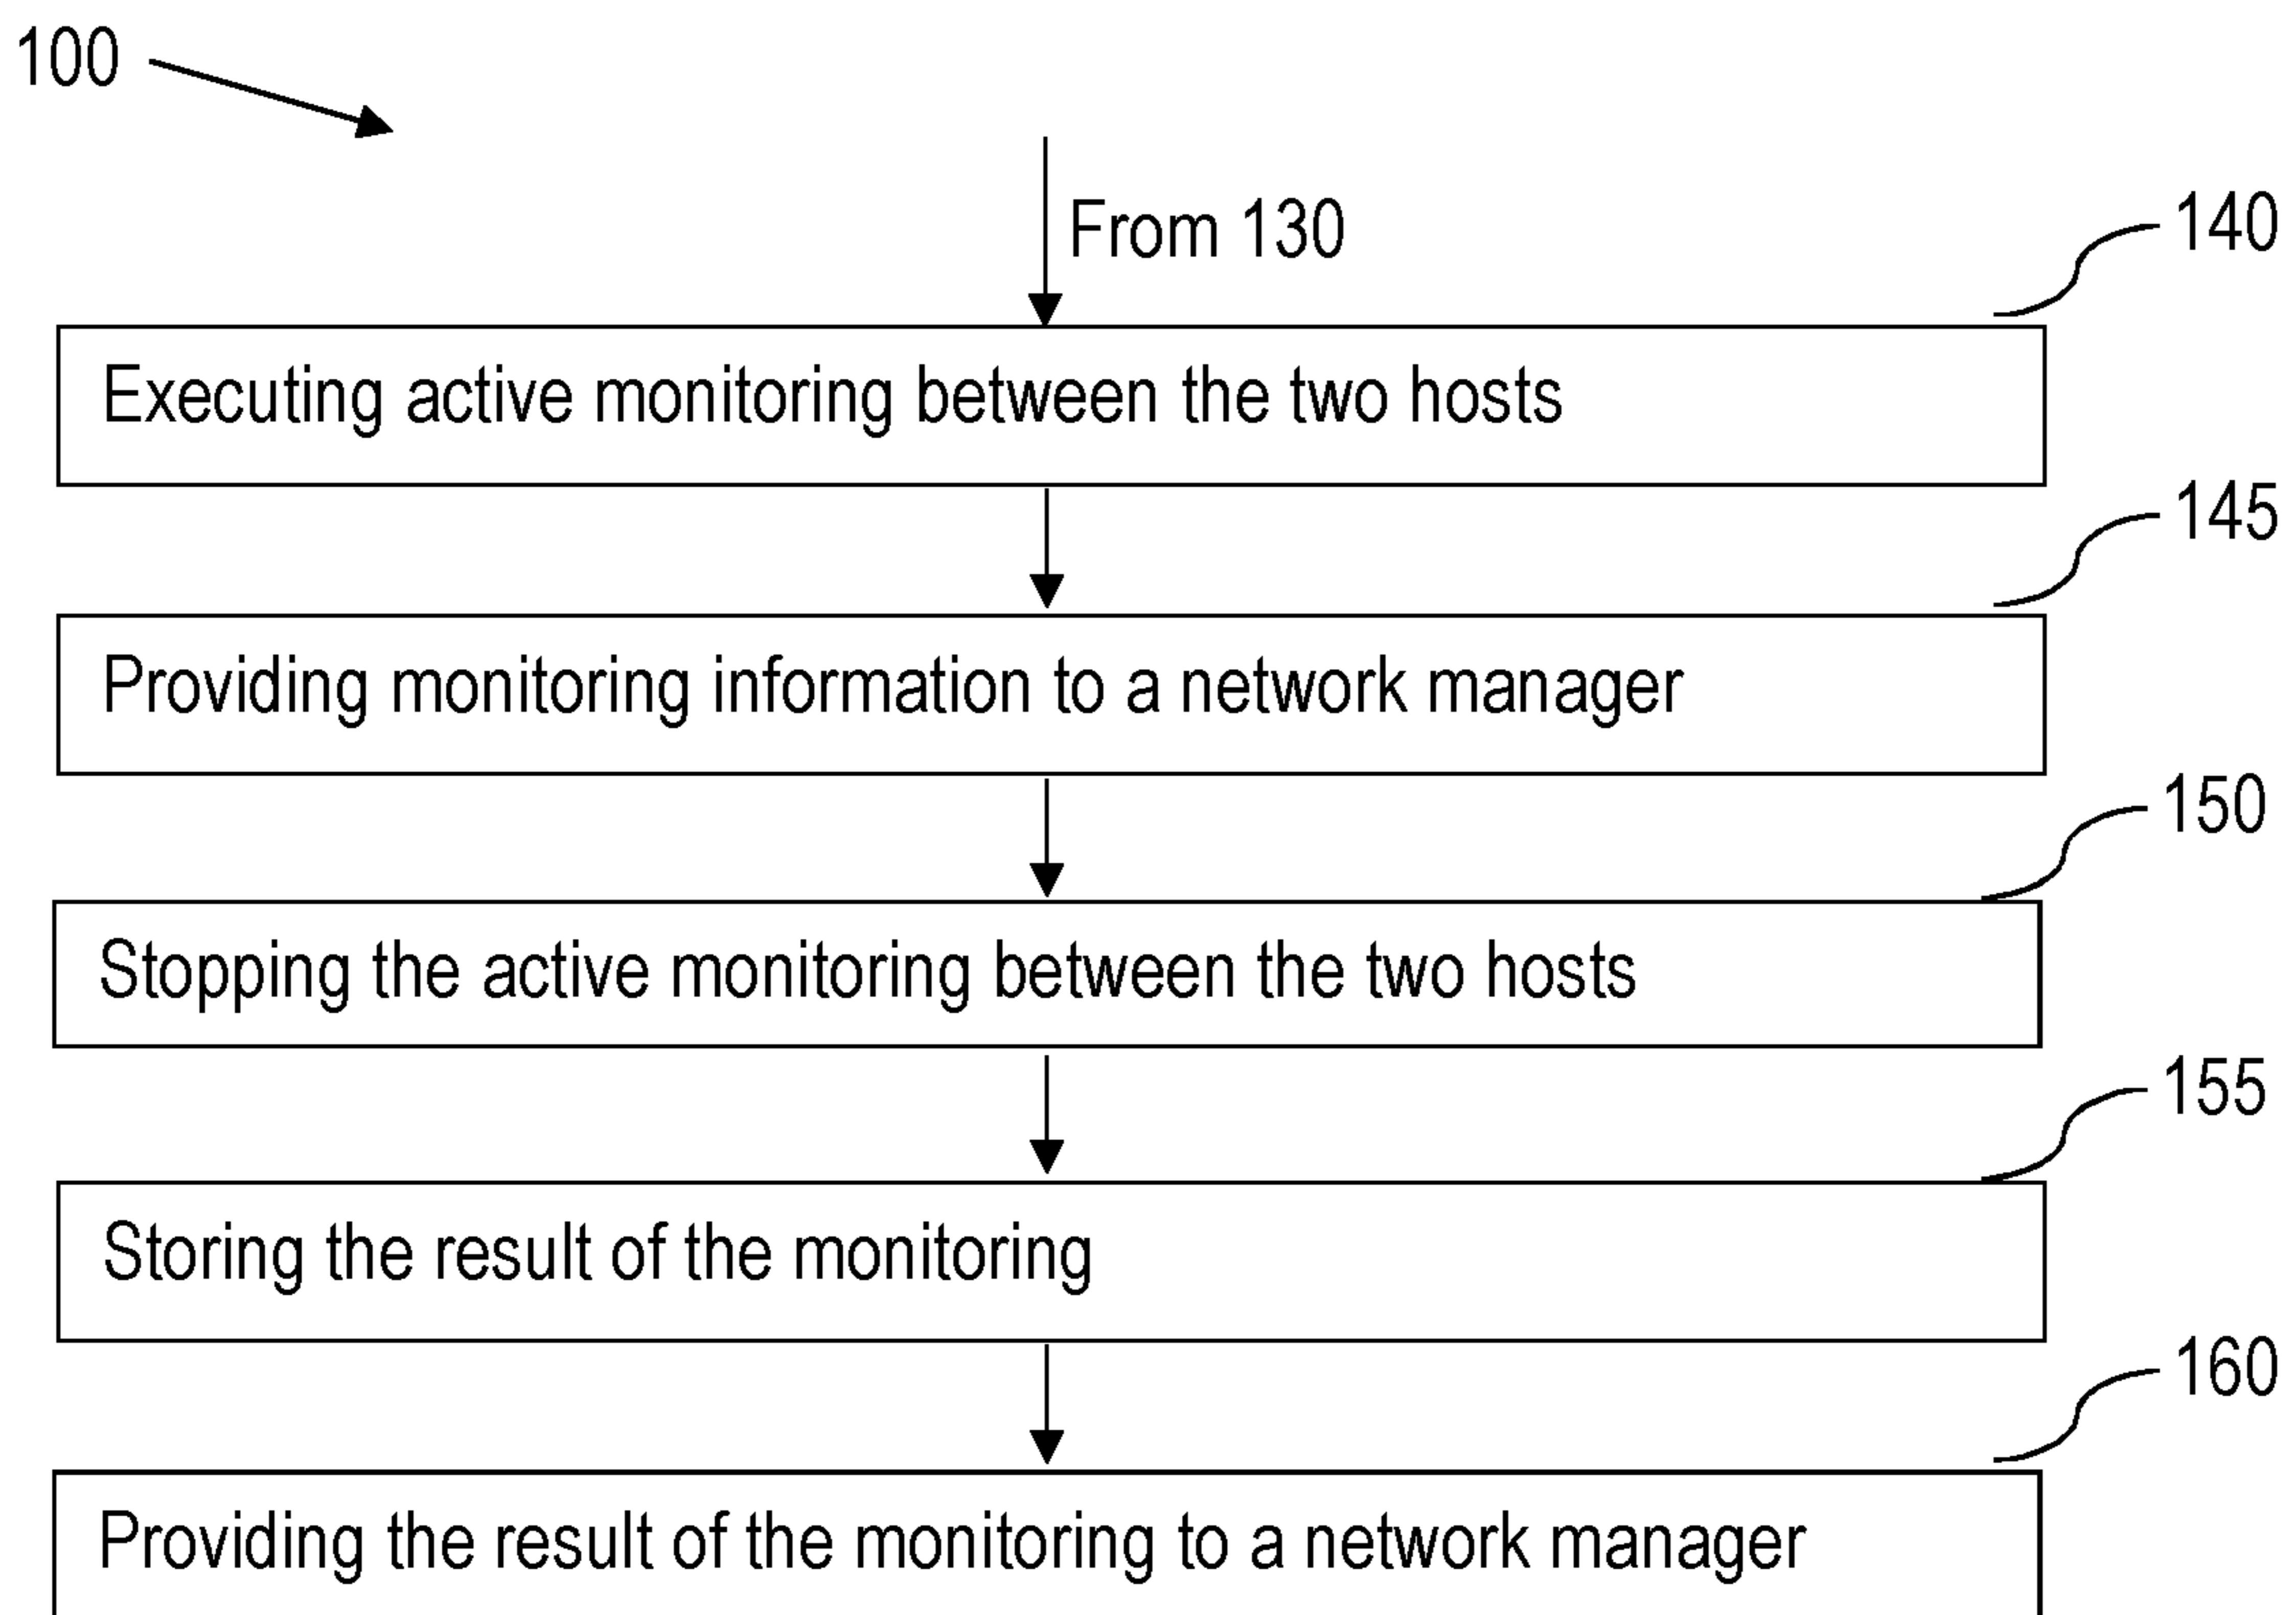 100
From 130
140
Executing active monitoring between the two hosts
145
Providing monitoring information to a network manager
150
Stopping the active monitoring between the two hosts
155
Storing the result of the monitoring
160
Providing the result of the monitoring to a network manager